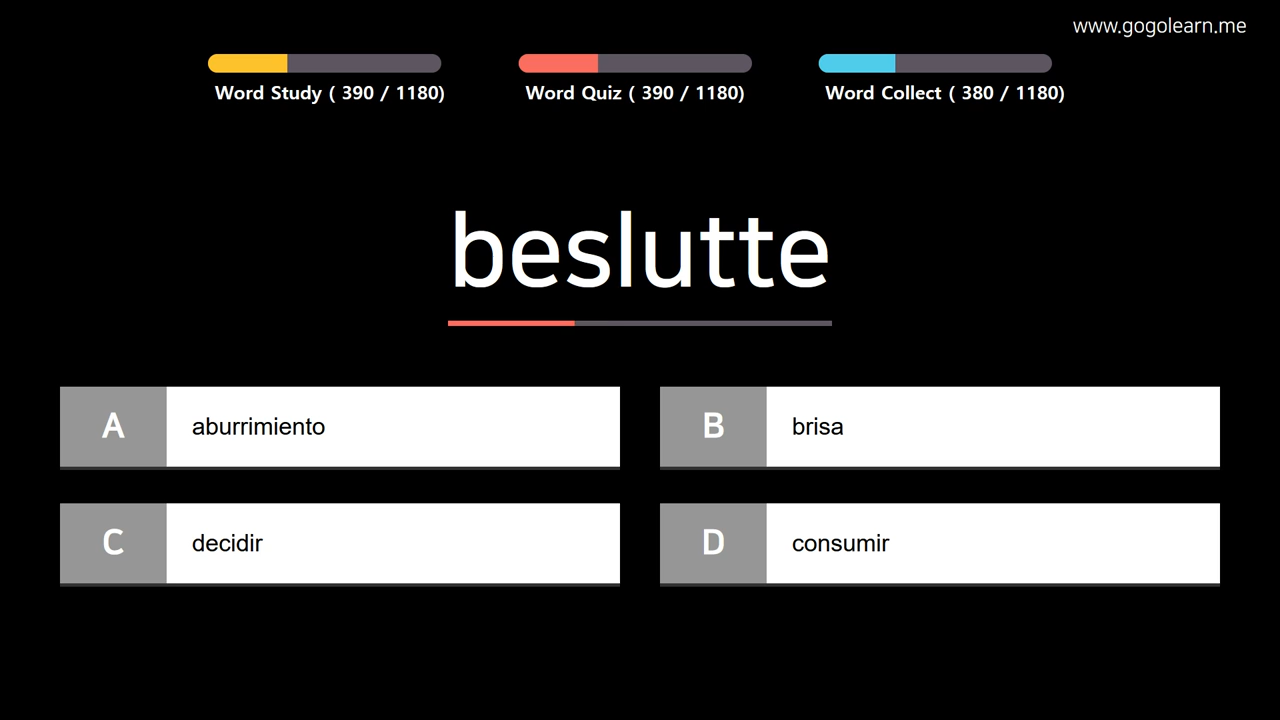 www.gogolearn.me
Word Study ( 390 / 1180)
Word Quiz ( 390 / 1180)
Word Collect ( 380 / 1180)
beslutte
A aburrimiento
B brisa
C decidir
D consumir